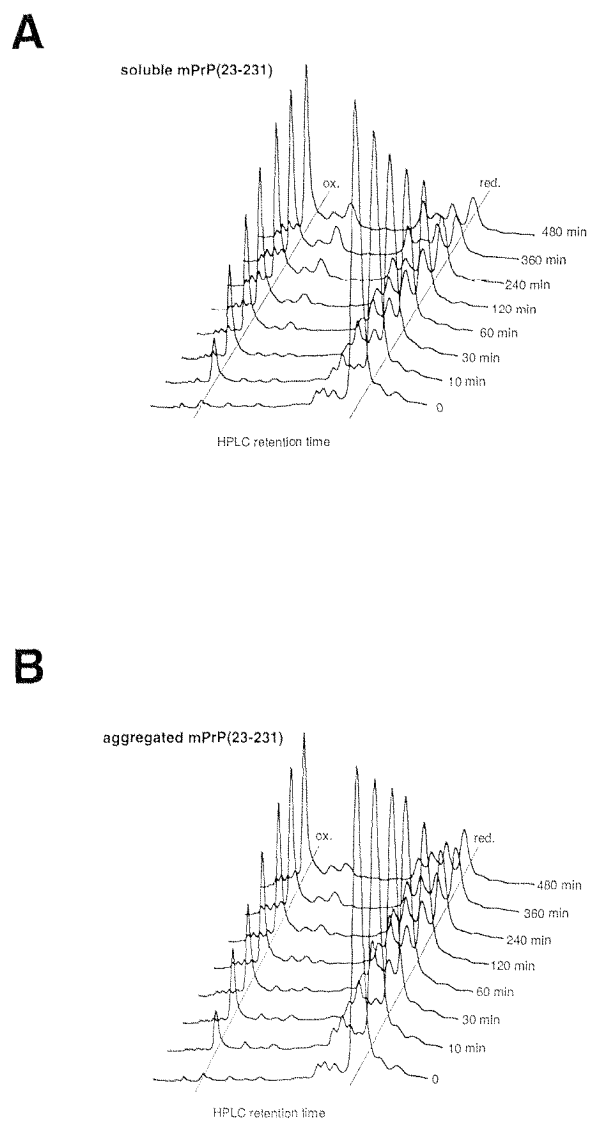 A
soluble mPrP(23-231)
ox.
red.
480 min
360 min
240 min
120 min
60 min
30 min
10 min
0
HPLC retention time
B
aggregated mPrP(23-231)
ox.
red.
480 min
360 min
240 min
120 min
60 min
30 min
10 min
0
HPLC retention time